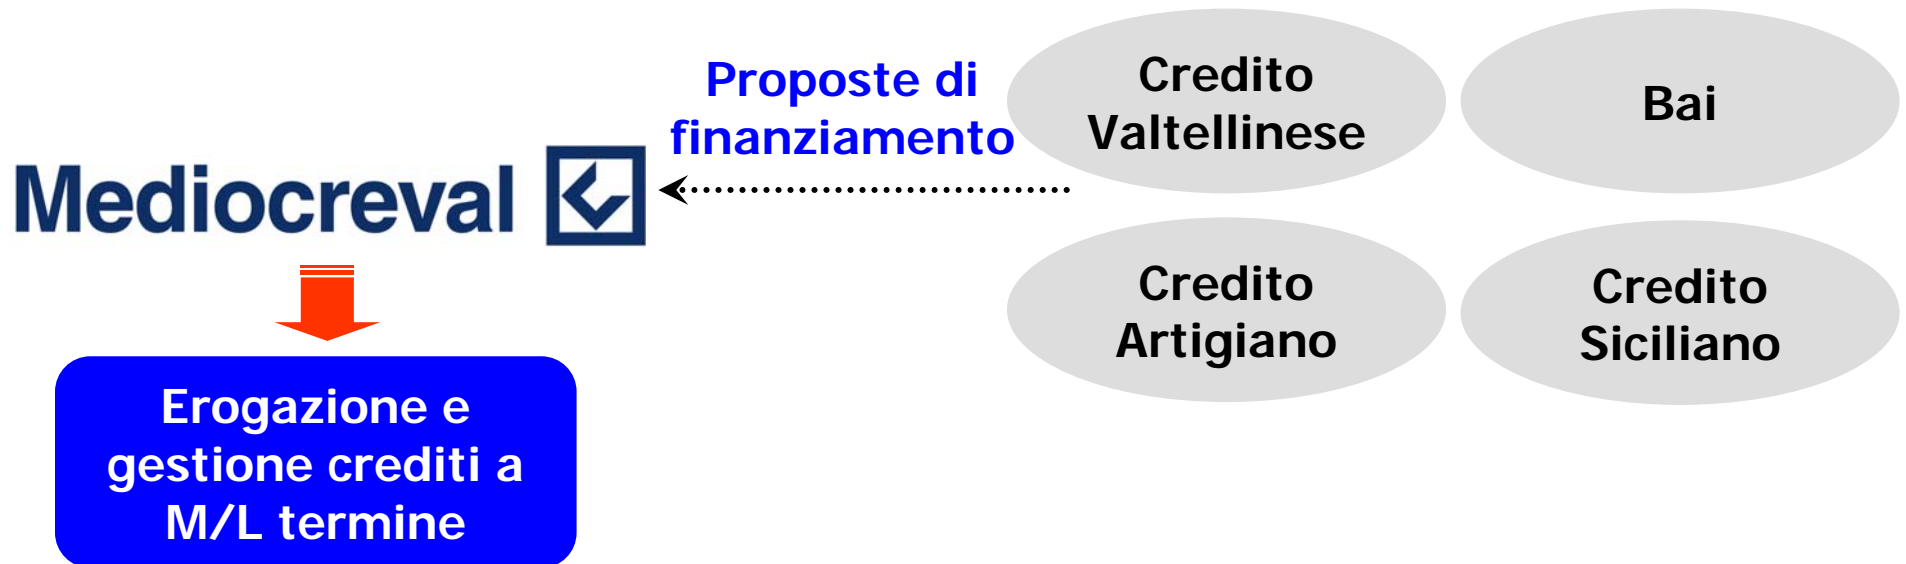 Proposte di
finanziamento
Mediocreval
Credito
Valtellinese
Bai
Credito
Artigiano
Credito
Siciliano
Erogazione e
gestione crediti a
M/L termine